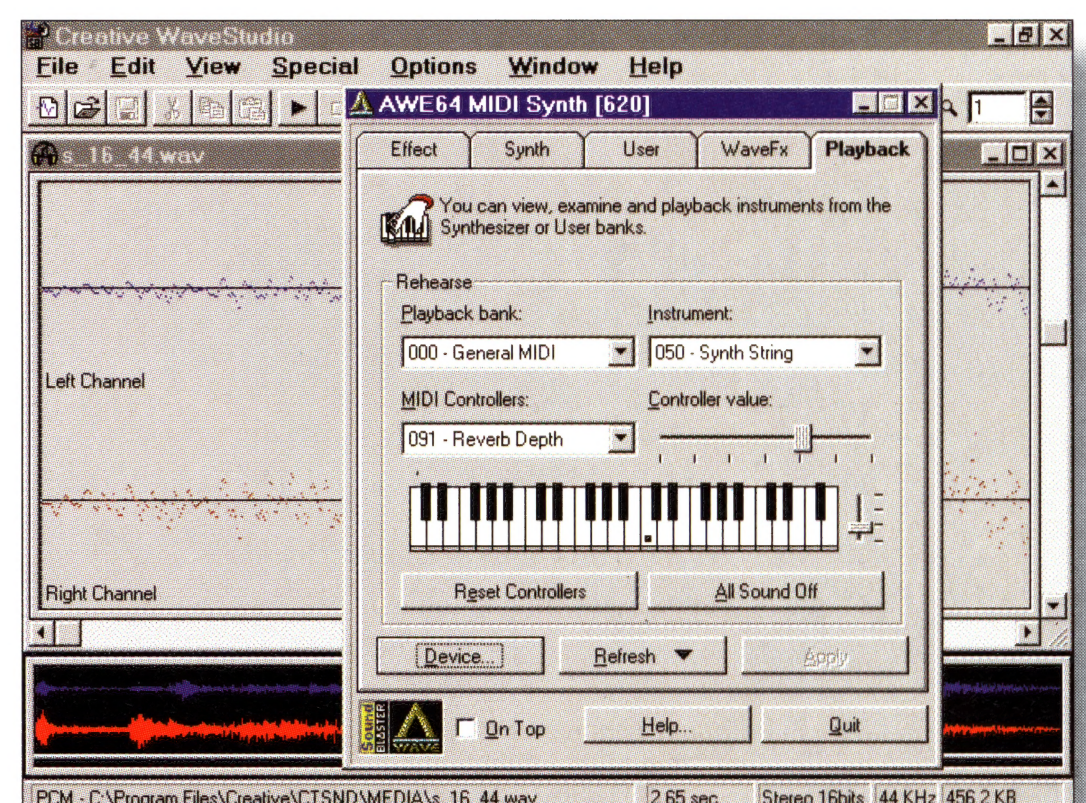 Creative WaveStudio
File Edit View Special Options Window Help
AWE64 MIDI Synth [620]
1
s_16_44.wav
Effect Synth User WaveFx Playback
You can view, examine and playback instruments from the
Synthesizer or User banks.
Rehearse
Playback bank: Instrument:
000 - General MIDI 050 - Synth String
Left Channel
MIDI Controllers: Controller value:
091 - Reverb Depth
Right Channel
Reset Controllers All Sound Off
Device... Refresh Apply
Sound BLASTER
AWE
On Top Help... Quit
PCM - C:\Program Files\Creative\CTSND\MEDIA\s_16_44.wav 2.65 sec Stereo 16bits 44 KHz 456.2 KB